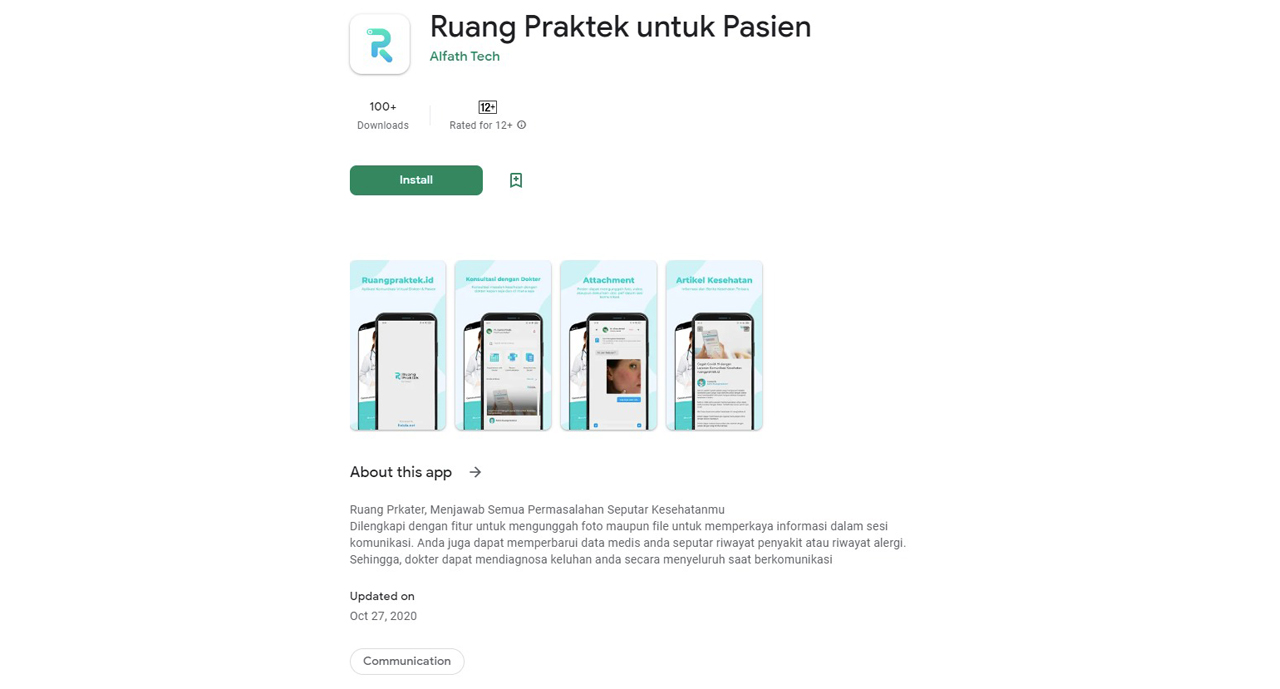 Ruang Praktek untuk Pasien
Alfath Tech
100+
Downloads
12+
Rated for 12+
Install
Ruangpraktek.id
Konsultasi dengan Dokter
Attachment
Artikel Kesehatan
RUANG PRAKTEK
About this app
Ruang Prkater, Menjawab Semua Permasalahan Seputar Kesehatanmu
Dilengkapi dengan fitur untuk mengunggah foto maupun file untuk memperkaya informasi dalam sesi
komunikasi. Anda juga dapat memperbarui data medis anda seputar riwayat penyakit atau riwayat alergi.
Sehingga, dokter dapat mendiagnosa keluhan anda secara menyeluruh saat berkomunikasi
Updated on
Oct 27, 2020
Communication